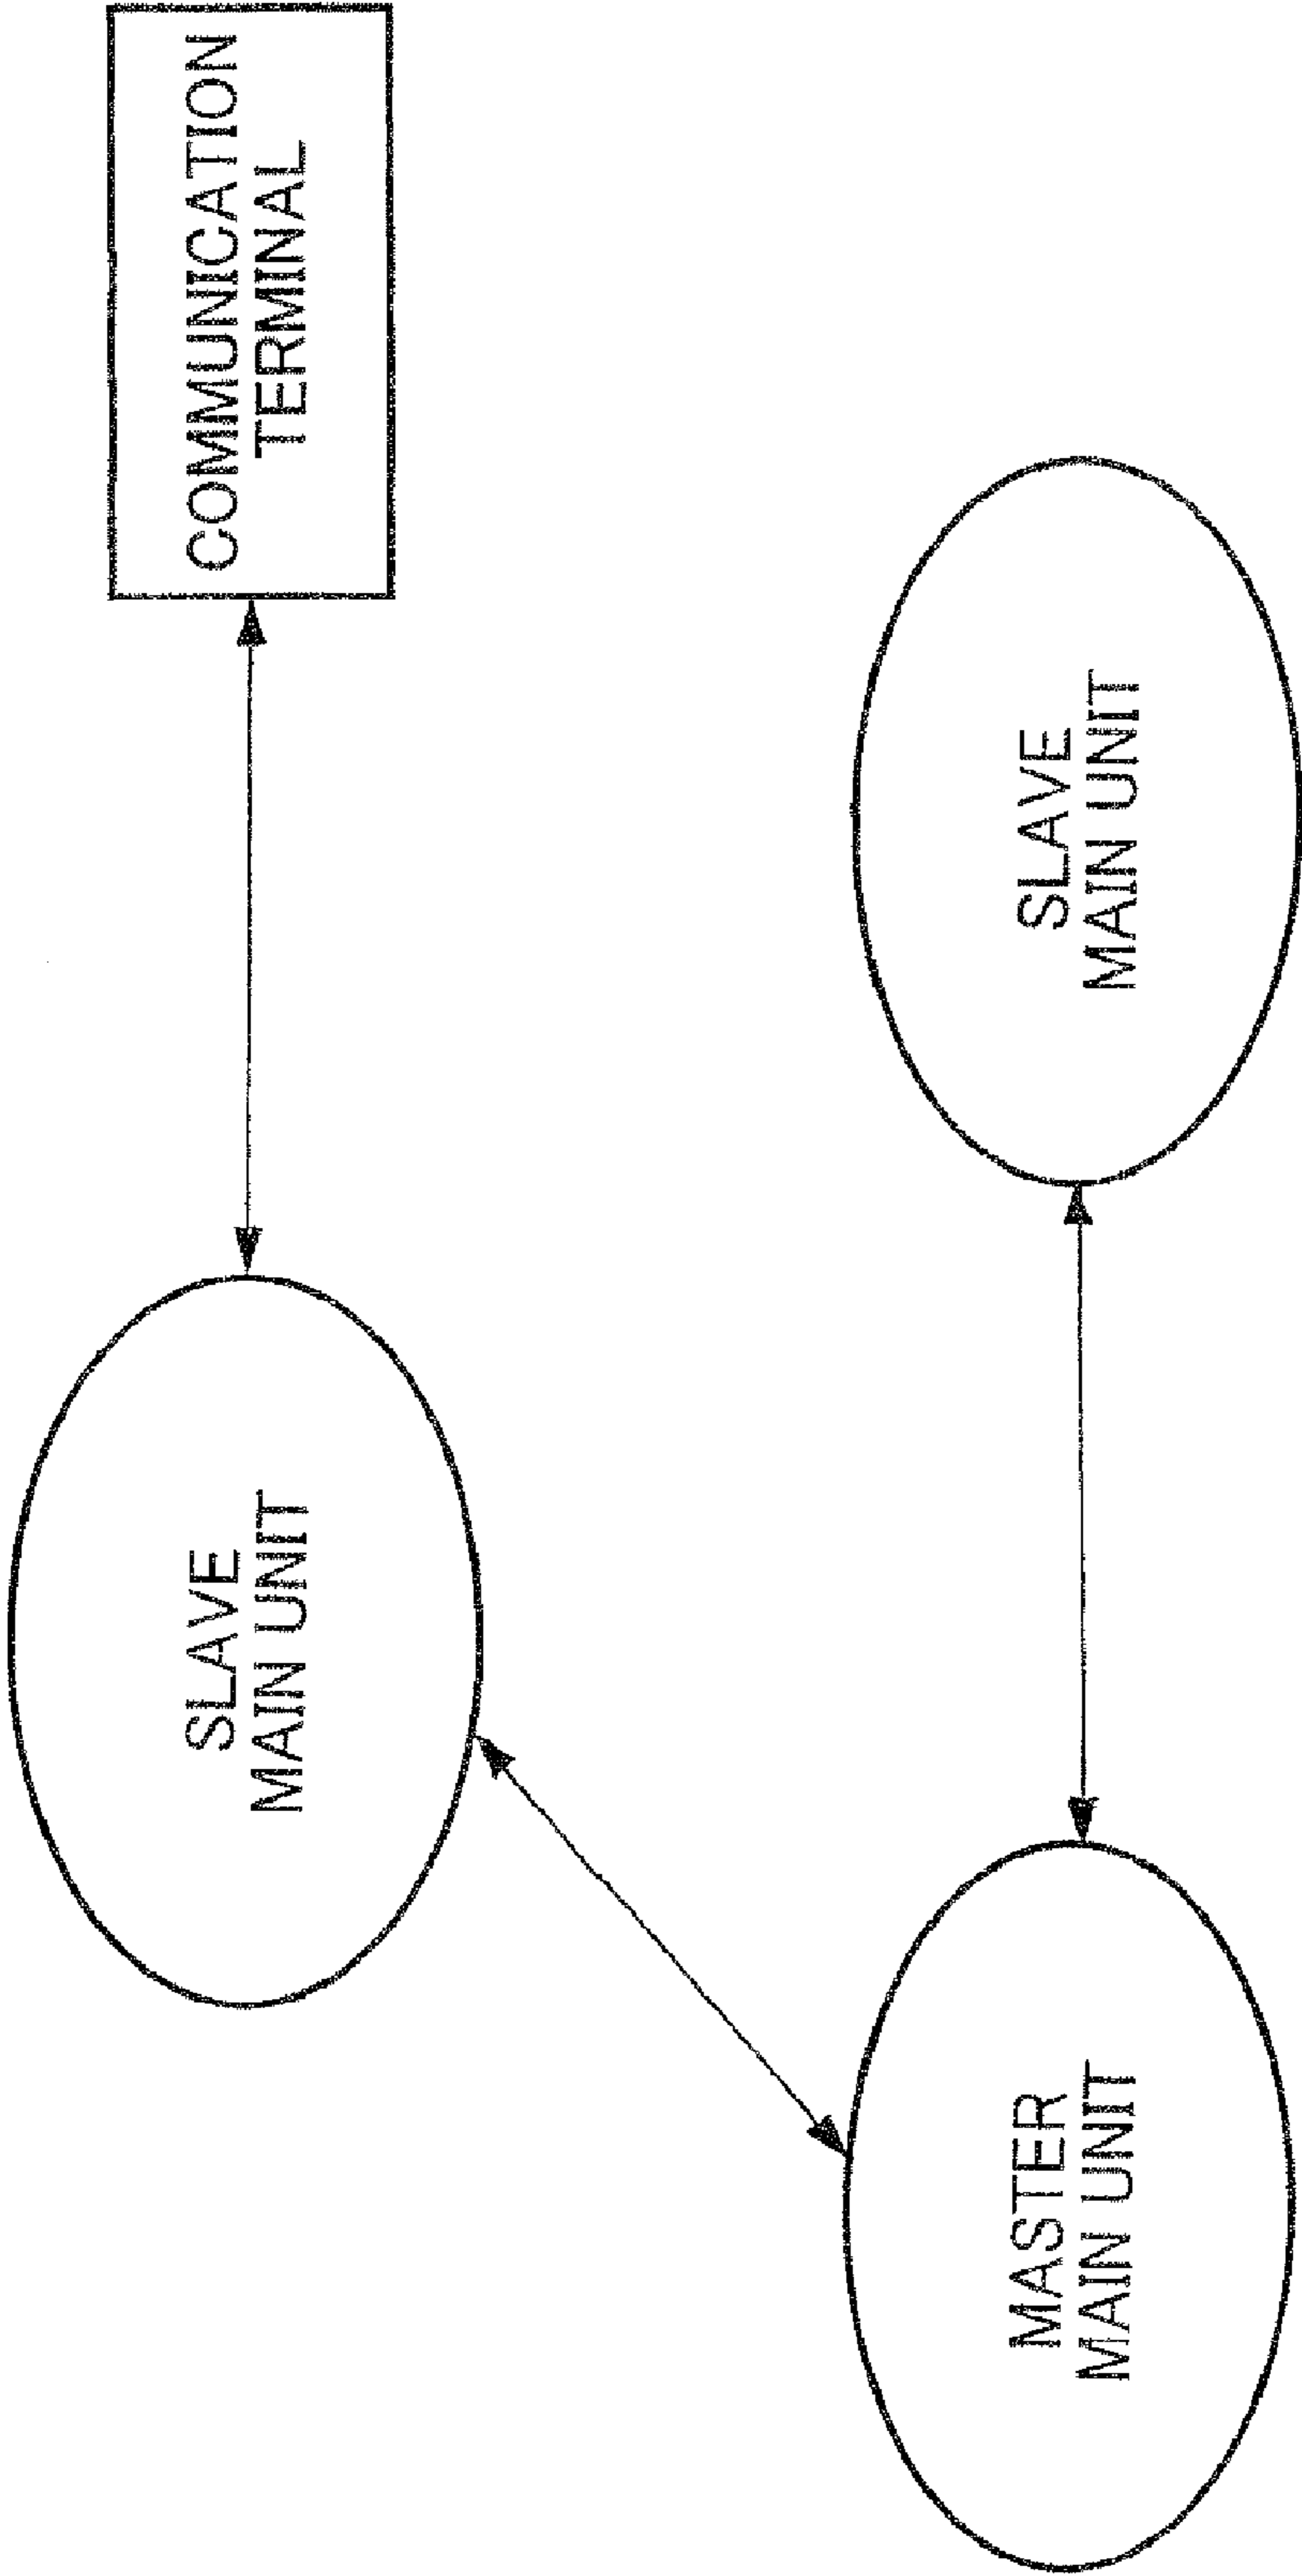 SLAVE
MAIN UNIT
COMMUNICATION
TERMINAL
MASTER
MAIN UNIT
SLAVE
MAIN UNIT